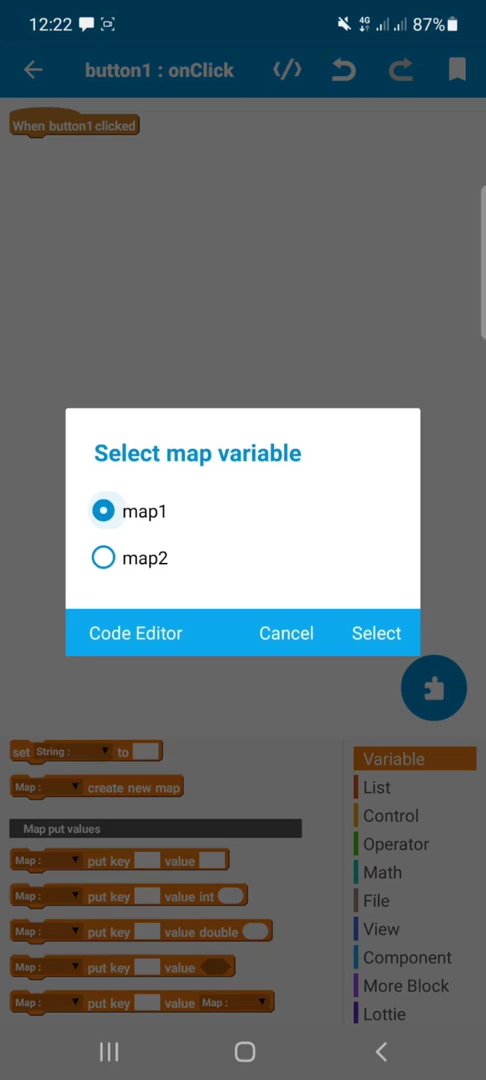 12:22 4G 87%
button1 : onClick </>
When button1 clicked
Select map variable
map1
map2
Code Editor Cancel Select
set String : to
Map : create new map
Map put values
Map : put key value
Map : put key value int
Map : put key value double
Map : put key value
Map : put key value Map :
Variable
List
Control
Operator
Math
File
View
Component
More Block
Lottie